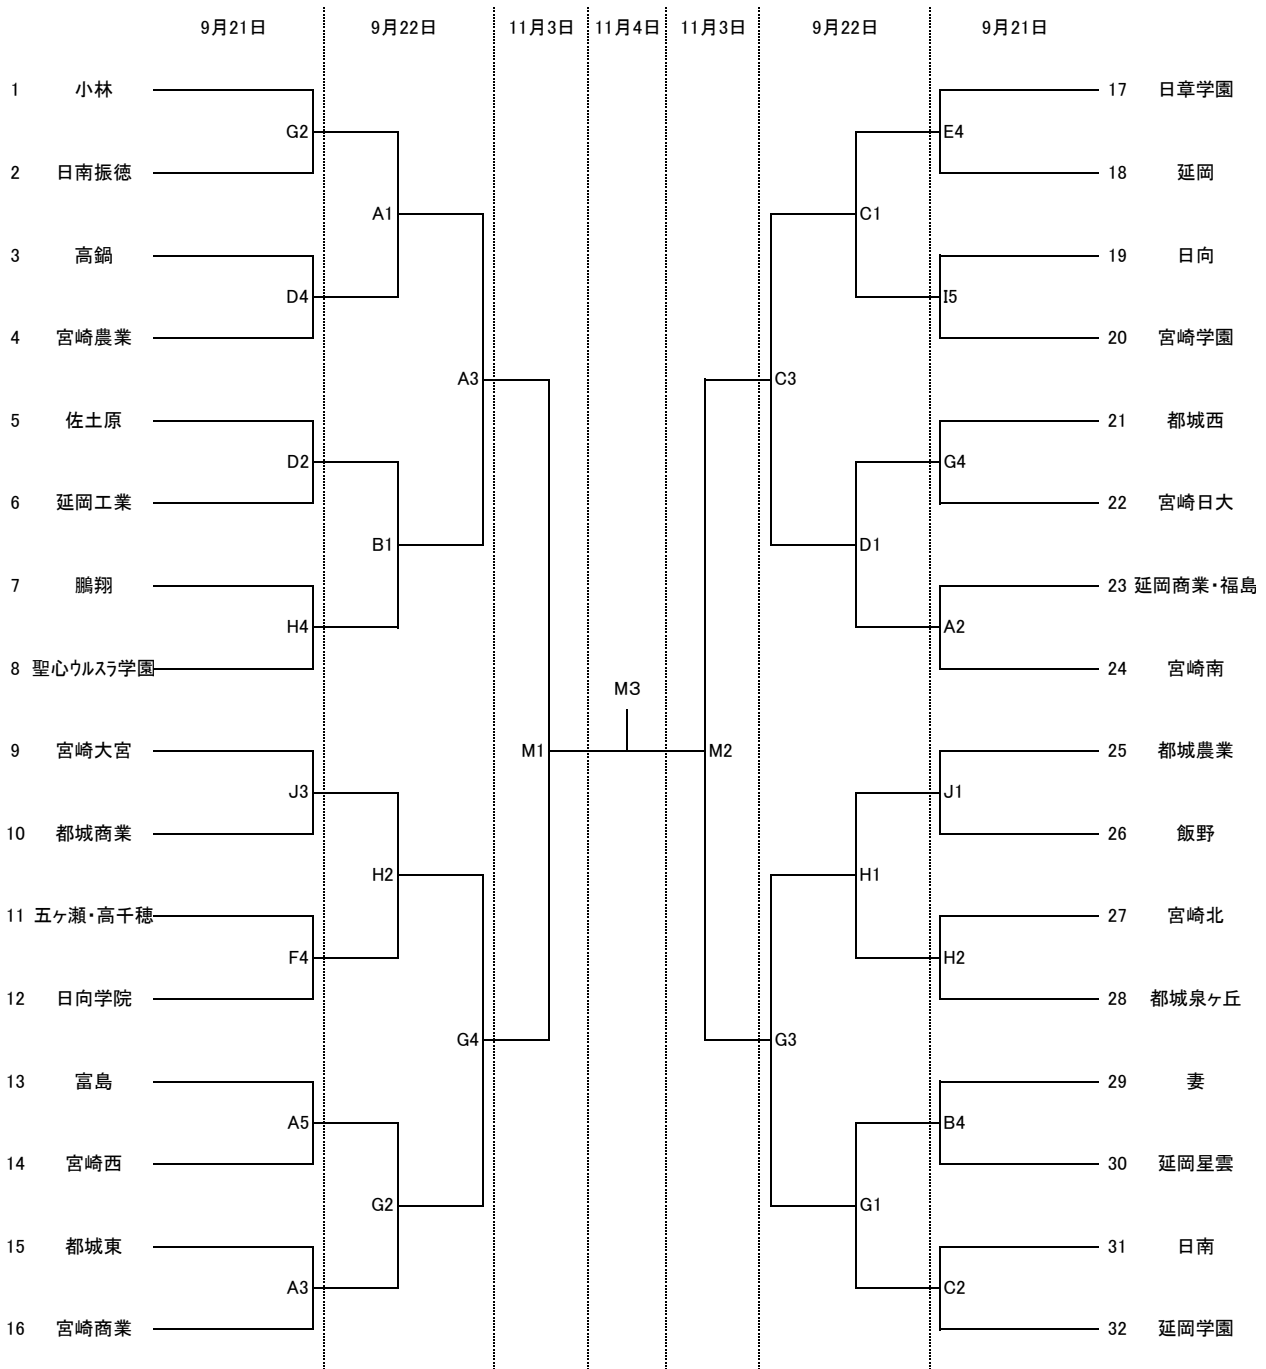 9月21日 9月22日 11月3日 11月4日 11月3日 9月22日 9月21日
1 小林 17 日章学園
G2 E4
2 日南振徳 18 延岡
A1 C1
3 高鍋 19 日向
D4 I5
4 宮崎農業 20 宮崎学園
A3 C3
5 佐土原 21 都城西
D2 G4
6 延岡工業 22 宮崎日大
B1 D1
7 鵬翔 23 延岡商業・福島
H4 A2
8 聖心ウルスラ学園 24 宮崎南
M3
9 宮崎大宮 M1 M2 25 都城農業
J3 J1
10 都城商業 26 飯野
H2 H1
11 五ヶ瀬・高千穂 27 宮崎北
F4 H2
12 日向学院 28 都城泉ヶ丘
G4 G3
13 富島 29 妻
A5 B4
14 宮崎西 30 延岡星雲
G2 G1
15 都城東 31 日南
A3 C2
16 宮崎商業 32 延岡学園